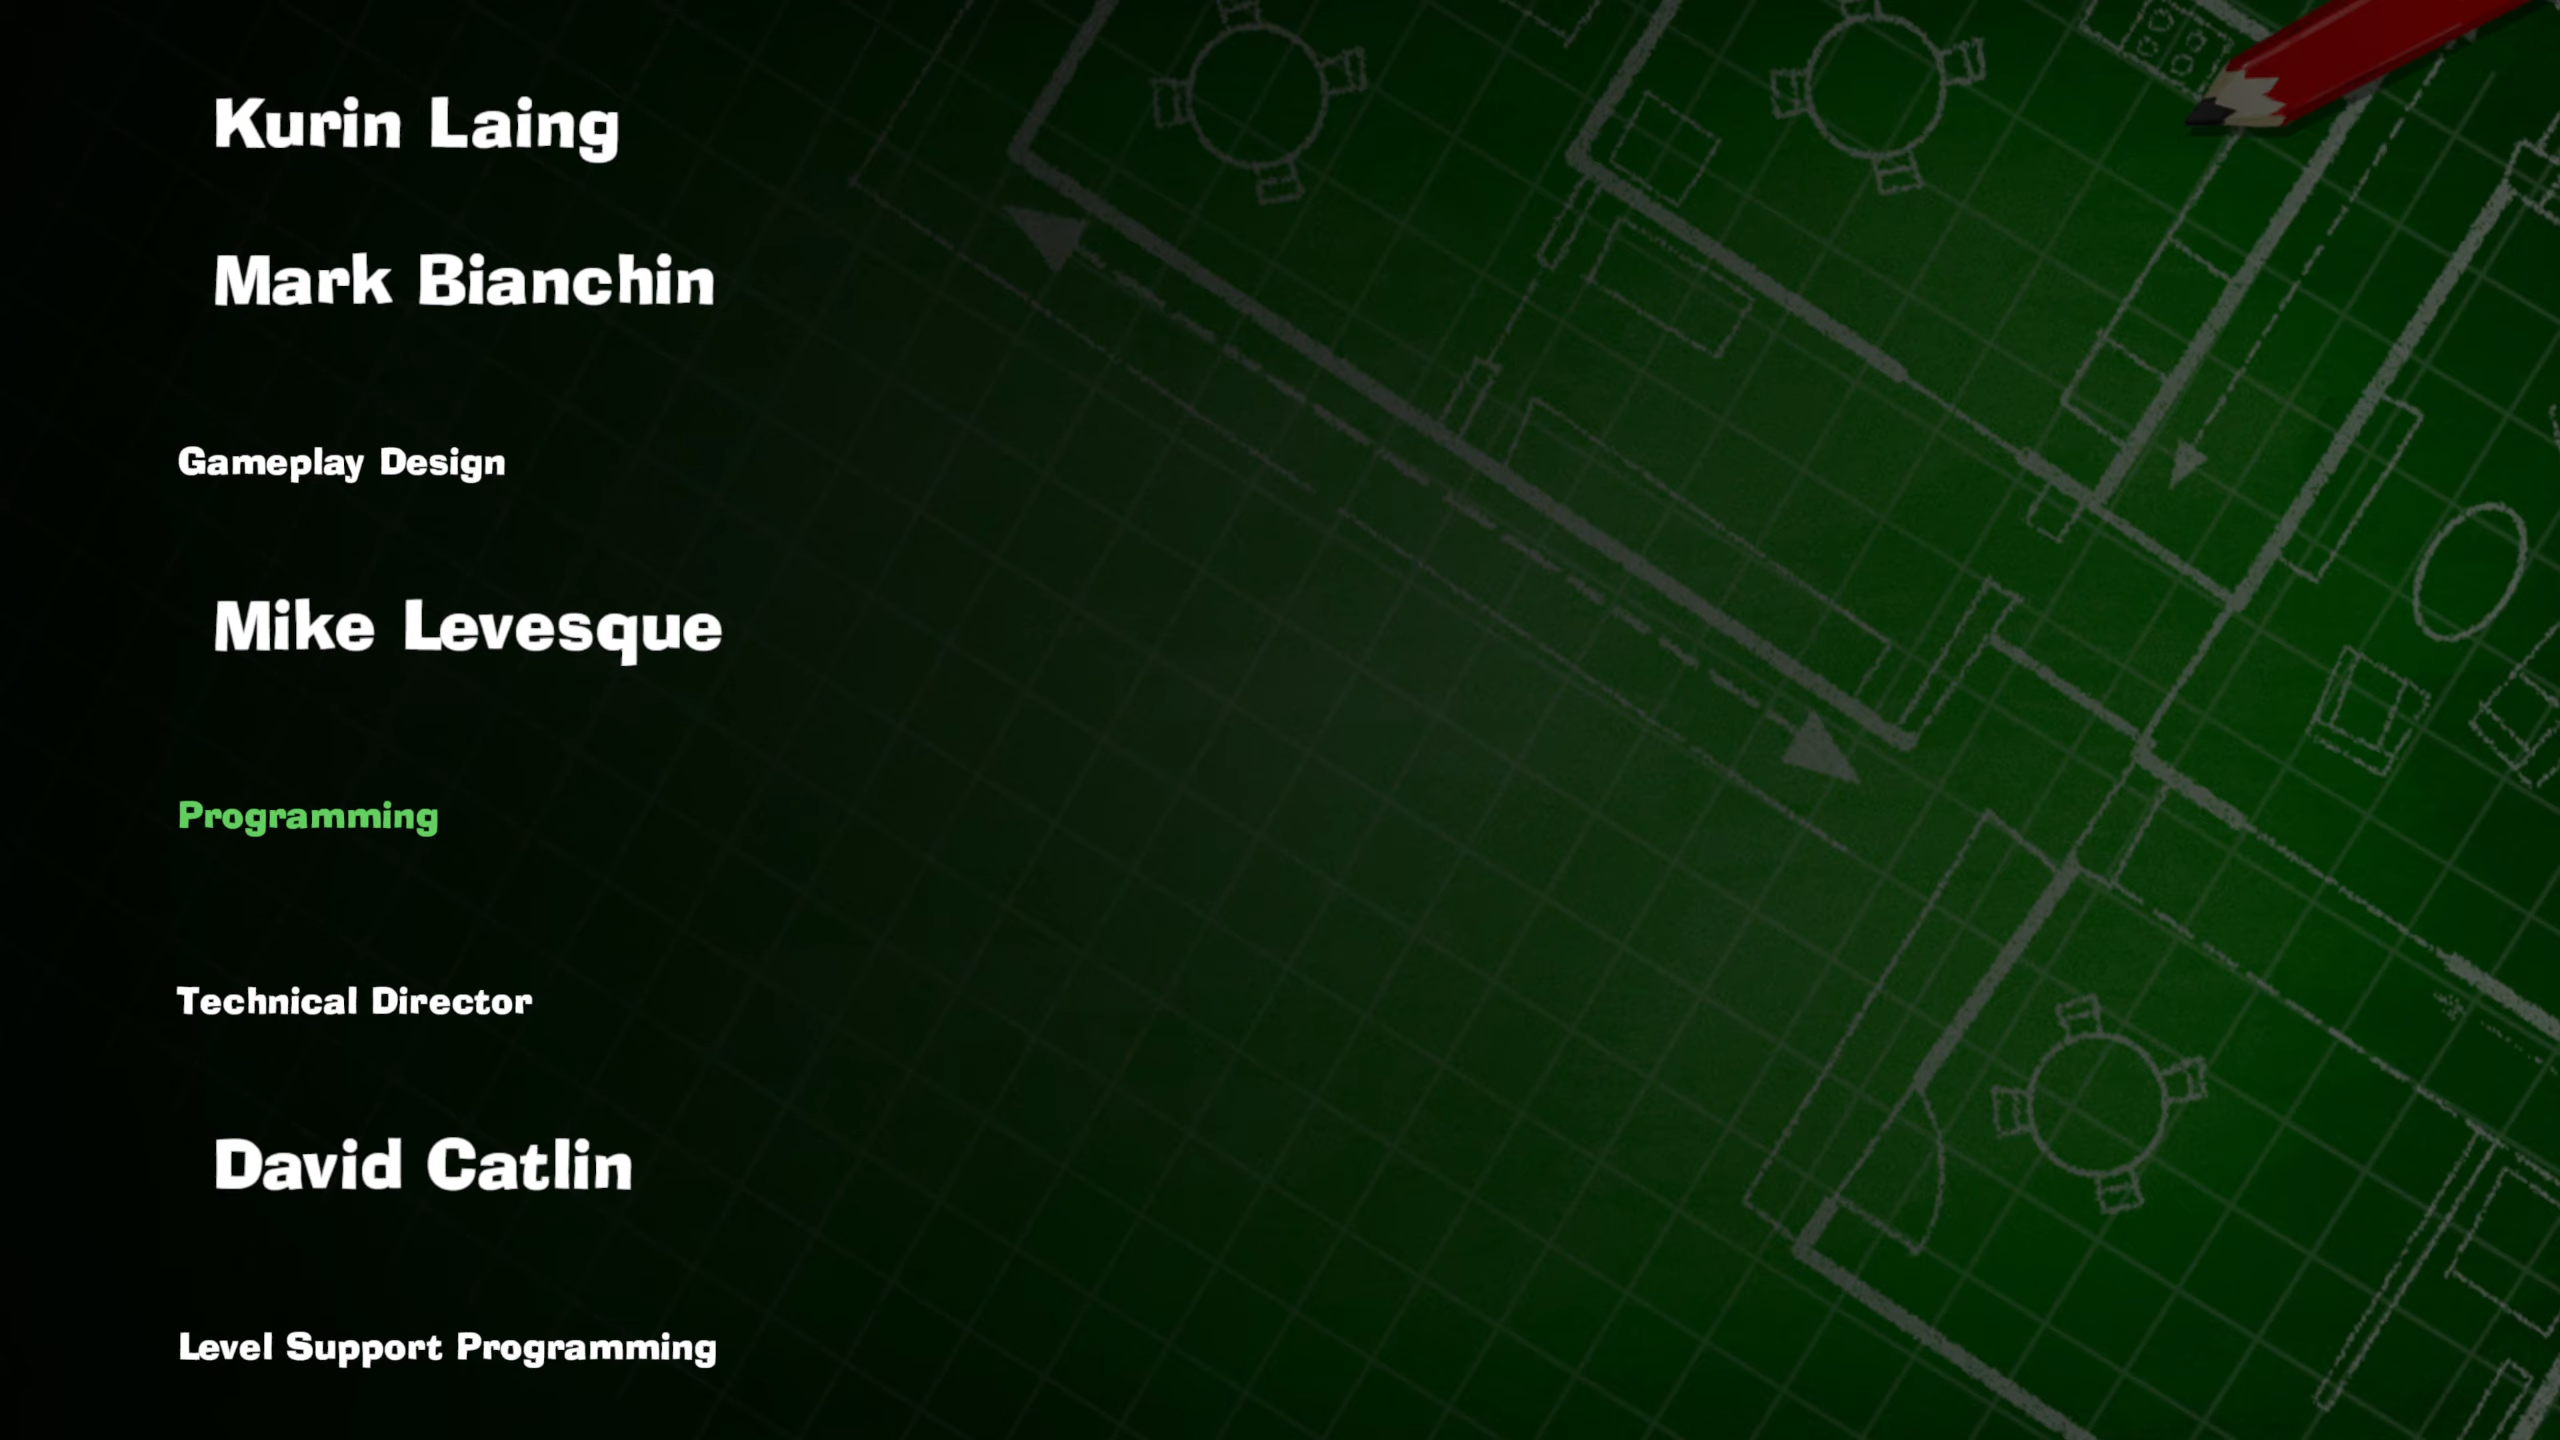 Kurin Laing
Mark Bianchin
Gameplay Design
Mike Levesque
Programming
Technical Director
David Catlin
Level Support Programming